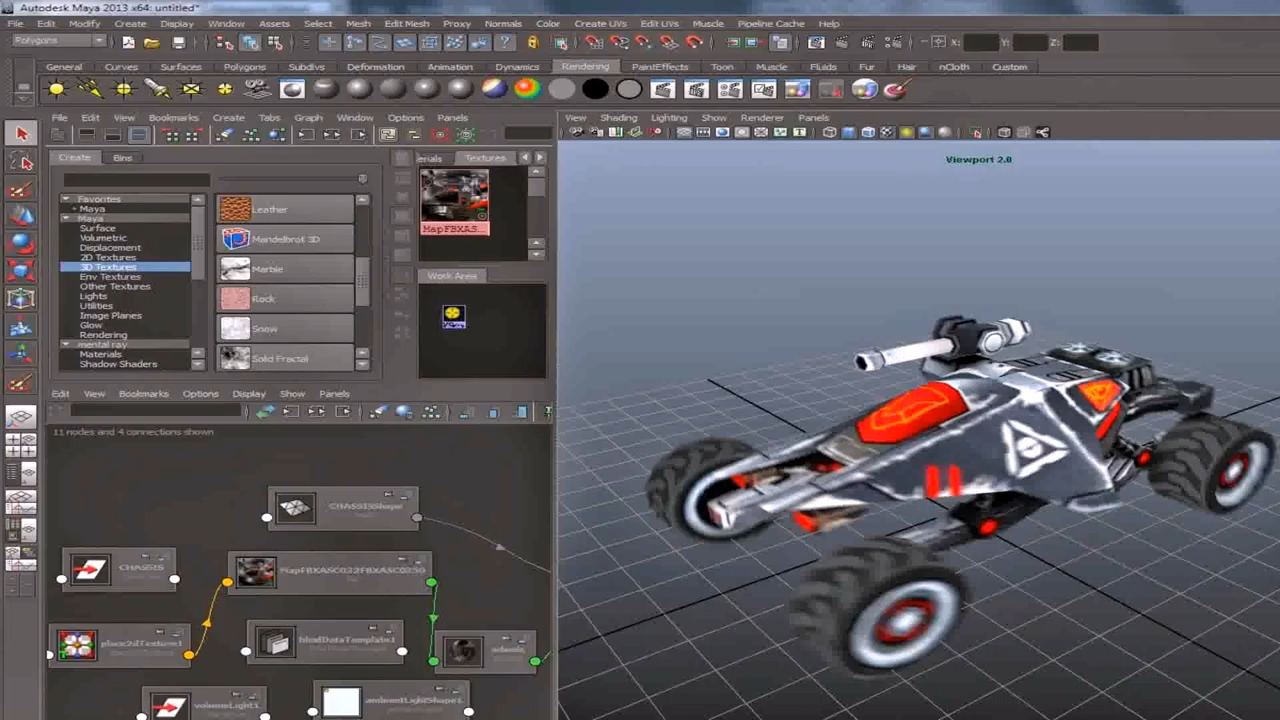 Autodesk Maya 2013 x64: untitled*
File Edit Modify Create Display Window Assets Select Mesh Edit Mesh Proxy Normals Color Create UVs Edit UVs Muscle Pipeline Cache Help
Polygons X: Y: Z:
General Curves Surfaces Polygons Subdivs Deformation Animation Dynamics Rendering PaintEffects Toon Muscle Fluids Fur Hair nCloth Custom
File Edit View Bookmarks Create Tabs Graph Window Options Panels
View Shading Lighting Show Renderer Panels
Create Bins
erials Textures
Viewport 2.0
Favorites
+ Maya
Maya
Surface
Volumetric
Displacement
2D Textures
3D Textures
Env Textures
Other Textures
Lights
Utilities
Image Planes
Glow
Rendering
mental ray
Materials
Shadow Shaders
Leather
Mandelbrot 3D
Marble
Rock
Snow
Solid Fractal
MapFBXAS...
Work Area
Edit View Bookmarks Options Display Show Panels
11 nodes and 4 connections shown
CHASSISShape
CHASSIS
place2dTexture1
blindDataTemplate1
volumeLight1
ambientLightShape1